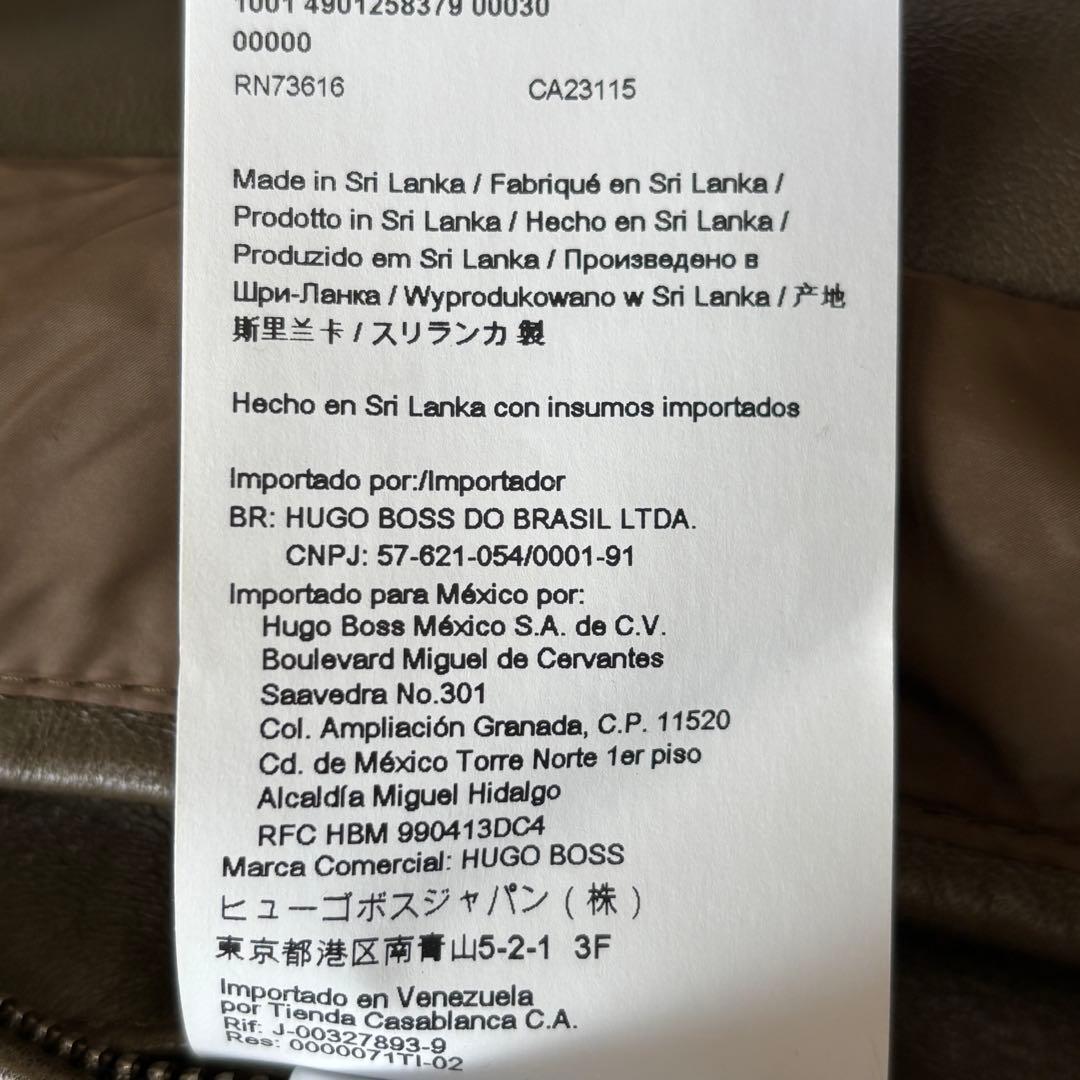 1001 4901258379 00030
00000
RN73616 CA23115
Made in Sri Lanka / Fabriqué en Sri Lanka /
Prodotto in Sri Lanka / Hecho en Sri Lanka /
Produzido em Sri Lanka / Произведено в
Шри-Ланка / Wyprodukowano w Sri Lanka / 产地
斯里兰卡 / スリランカ 製
Hecho en Sri Lanka con insumos importados
Importado por:/Importador
BR: HUGO BOSS DO BRASIL LTDA.
CNPJ: 57-621-054/0001-91
Importado para México por:
Hugo Boss México S.A. de C.V.
Boulevard Miguel de Cervantes
Saavedra No.301
Col. Ampliación Granada, C.P. 11520
Cd. de México Torre Norte 1er piso
Alcaldía Miguel Hidalgo
RFC HBM 990413DC4
Marca Comercial: HUGO BOSS
ヒューゴボスジャパン ( 株 )
東京都港区南青山5-2-1 3F
Importado en Venezuela
por Tienda Casablanca C.A.
Rif: J-00327893-9
Res: 0000071TI-02